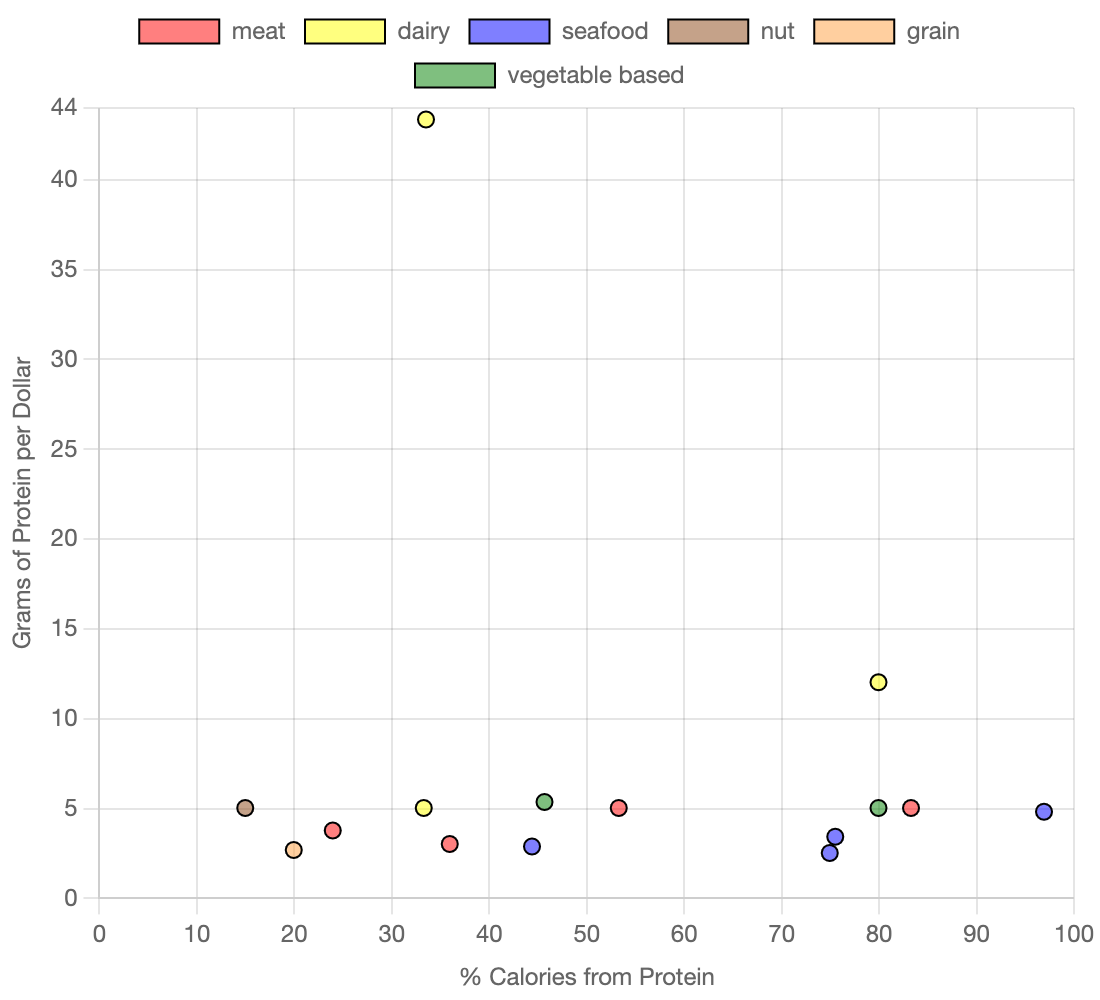 meat dairy seafood nut grain
vegetable based
44
40
35
30
25
20
15
10
5
0
Grams of Protein per Dollar
0 10 20 30 40 50 60 70 80 90 100
% Calories from Protein